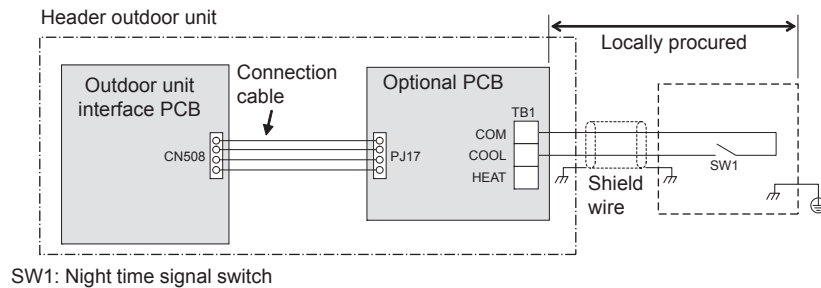 Header outdoor unit
Locally procured
Outdoor unit
interface PCB
Connection
cable
Optional PCB
TB1
COM
COOL
HEAT
CN508
PJ17
SW1
Shield
wire
SW1: Night time signal switch